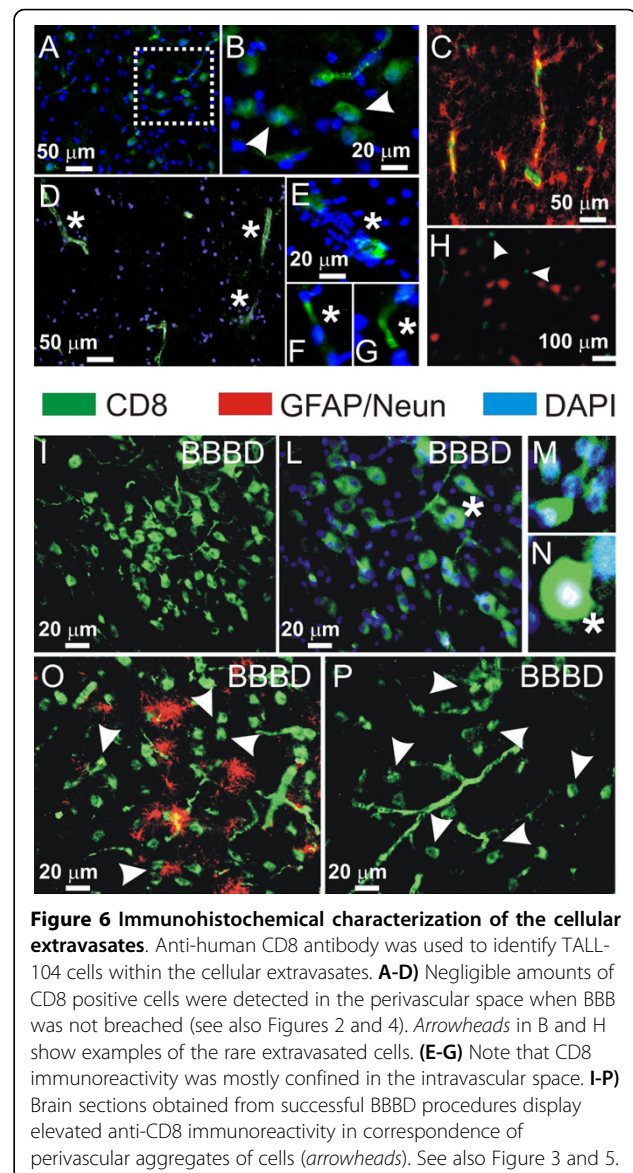 A
B
C
50 μm
20 μm
50 μm
D
*
*
E
*
20 μm
*
50 μm
F
*
G
*
H
100 μm
CD8 GFAP/Neun DAPI
I BBBD
L BBBD
M
*
N
*
20 μm
20 μm
O BBBD
P BBBD
20 μm
20 μm
Figure 6 Immunohistochemical characterization of the cellular
extravasates. Anti-human CD8 antibody was used to identify TALL-
104 cells within the cellular extravasates. A-D) Negligible amounts of
CD8 positive cells were detected in the perivascular space when BBB
was not breached (see also Figures 2 and 4). Arrowheads in B and H
show examples of the rare extravasated cells. (E-G) Note that CD8
immunoreactivity was mostly confined in the intravascular space. I-P)
Brain sections obtained from successful BBBD procedures display
elevated anti-CD8 immunoreactivity in correspondence of
perivascular aggregates of cells (arrowheads). See also Figure 3 and 5.